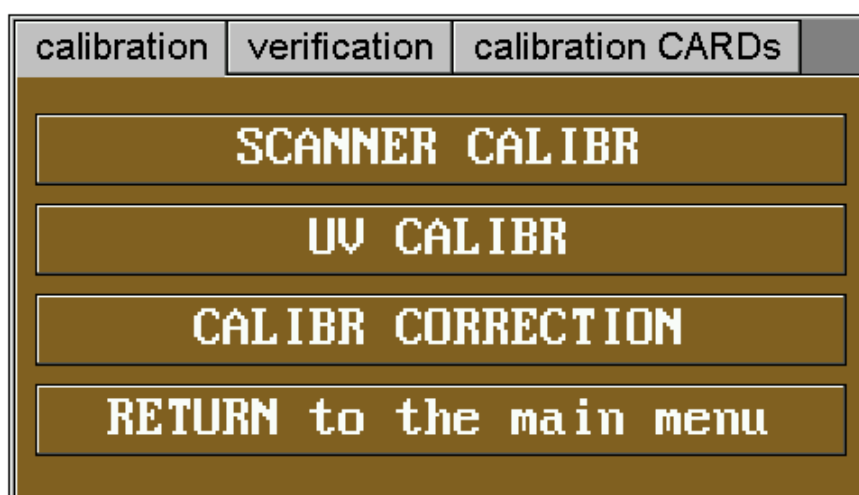 calibration verification calibration CARDs
SCANNER CALIBR
UV CALIBR
CALIBR CORRECTION
RETURN to the main menu